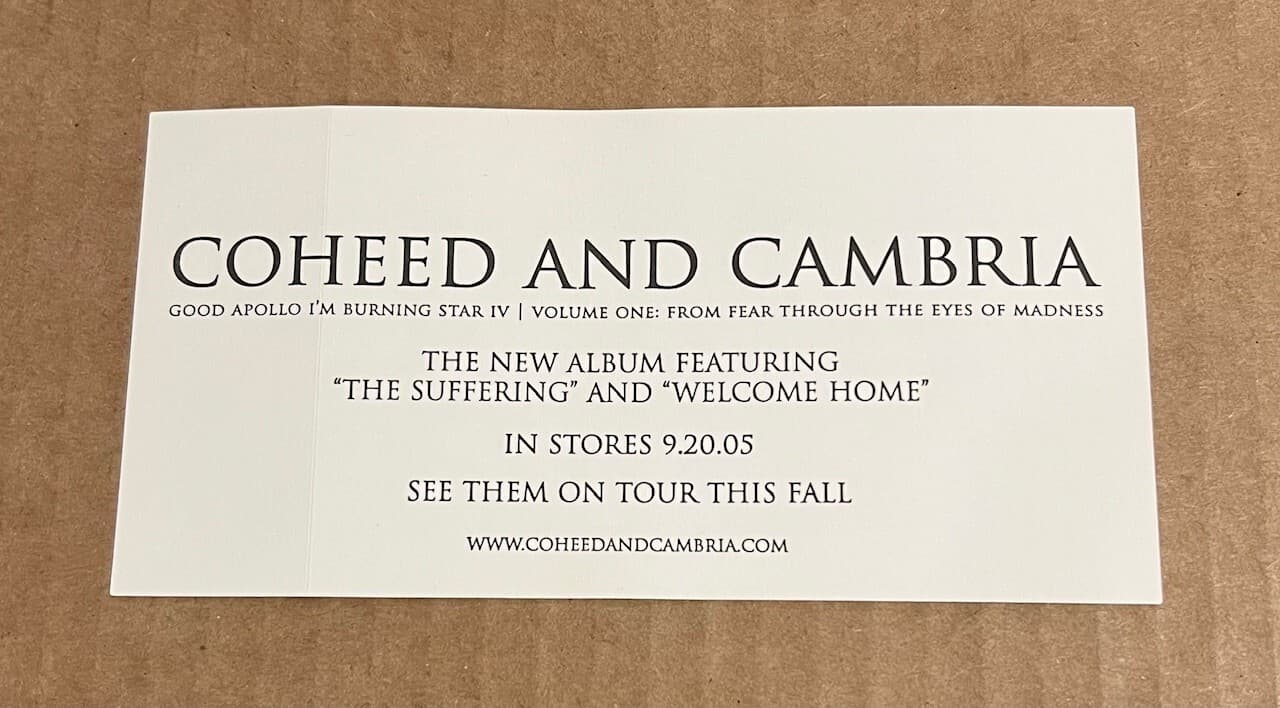 COHEED AND CAMBRIA
GOOD APOLLO I'M BURNING STAR IV | VOLUME ONE: FROM FEAR THROUGH THE EYES OF MADNESS
THE NEW ALBUM FEATURING
“THE SUFFERING” AND “WELCOME HOME”
IN STORES 9.20.05
SEE THEM ON TOUR THIS FALL
WWW.COHEEDANDCAMBRIA.COM